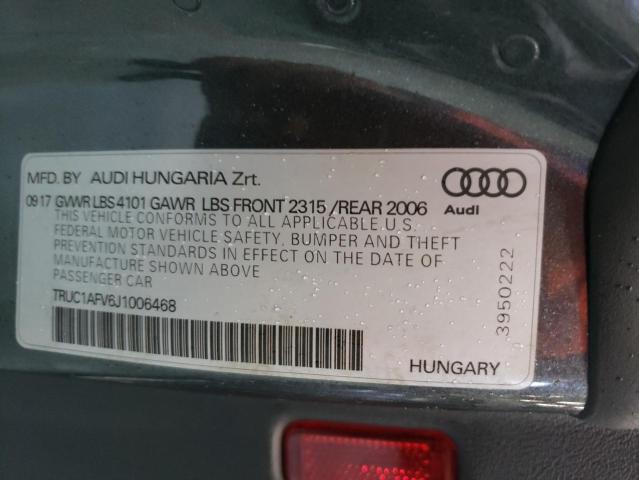 MFD. BY AUDI HUNGARIA Zrt.
09 17 GVWR LBS 4101 GAWR LBS FRONT 2315 /REAR 2006
THIS VEHICLE CONFORMS TO ALL APPLICABLE U.S.
FEDERAL MOTOR VEHICLE SAFETY, BUMPER AND THEFT
PREVENTION STANDARDS IN EFFECT ON THE DATE OF
MANUFACTURE SHOWN ABOVE
PASSENGER CAR
TRUC1AFV6J1006468
Audi
3950222
HUNGARY